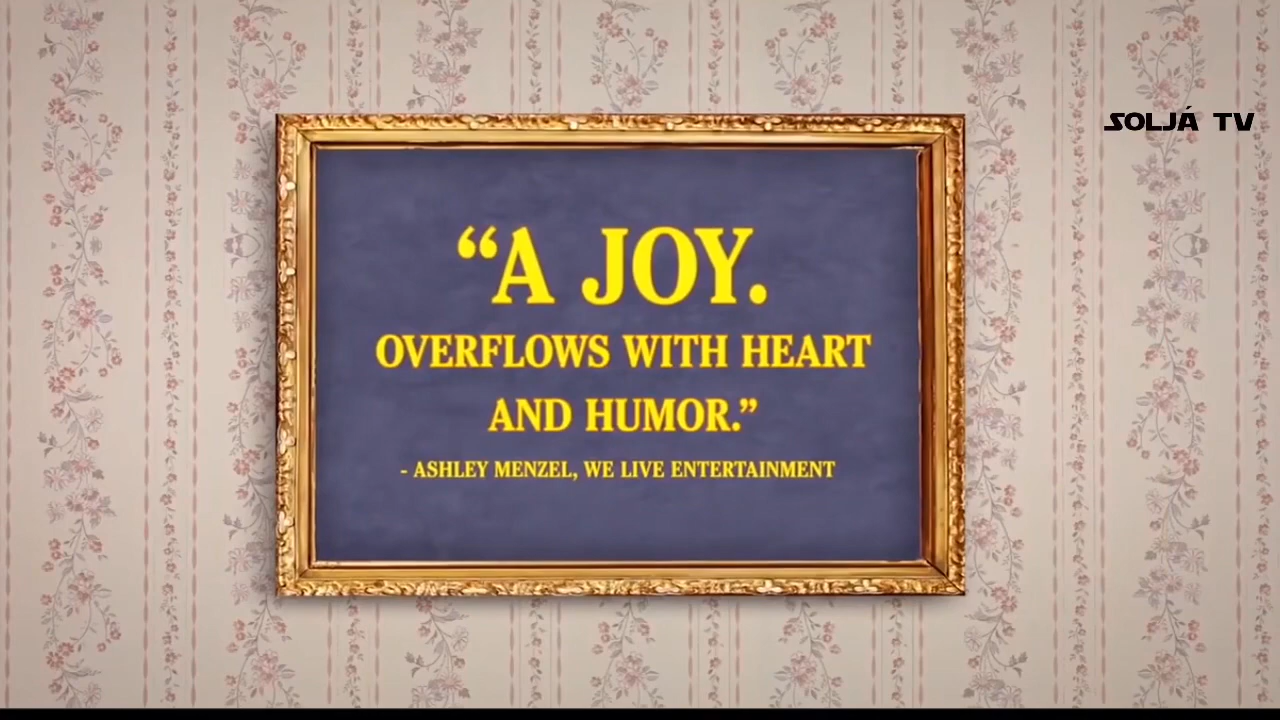 SOLJÁ TV
“A JOY.
OVERFLOWS WITH HEART
AND HUMOR.”
- ASHLEY MENZEL, WE LIVE ENTERTAINMENT